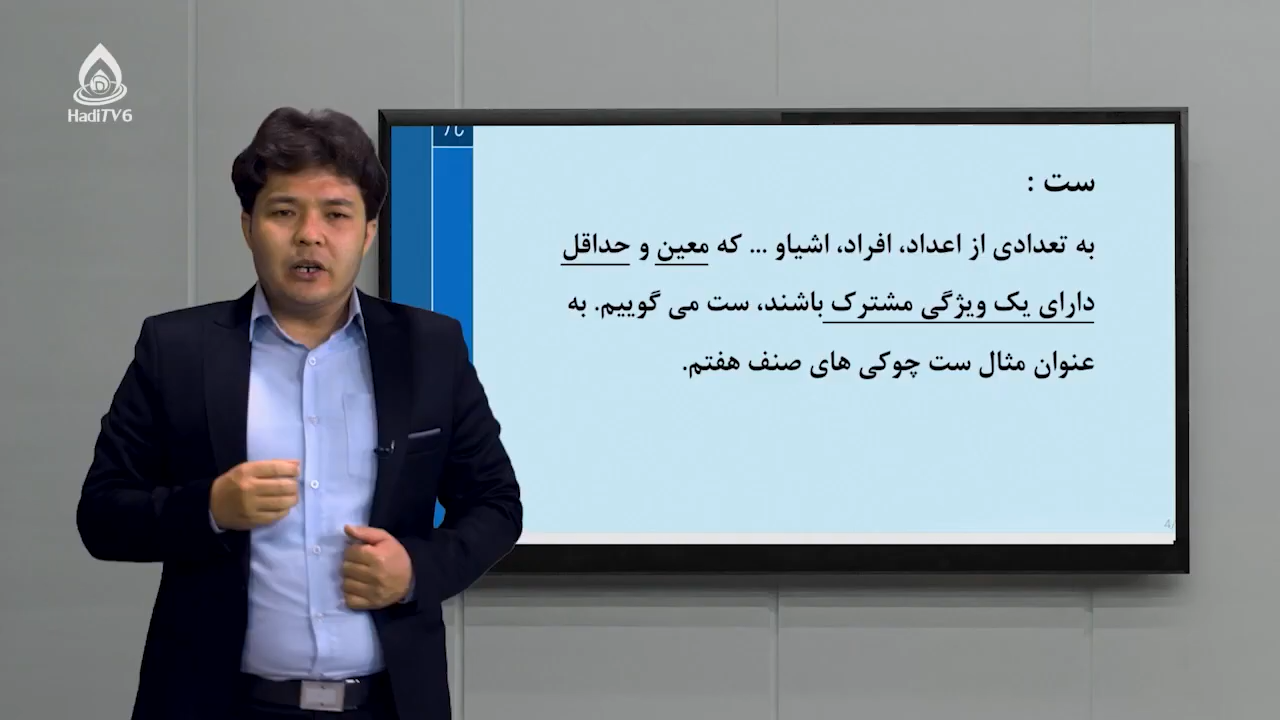 HadiTV6
ست :
به تعدادی از اعداد، افراد، اشیاو ... که معین و حداقل
دارای یک ویژگی مشترک باشند، ست می گوییم. به
عنوان مثال ست چوکی های صنف هفتم.